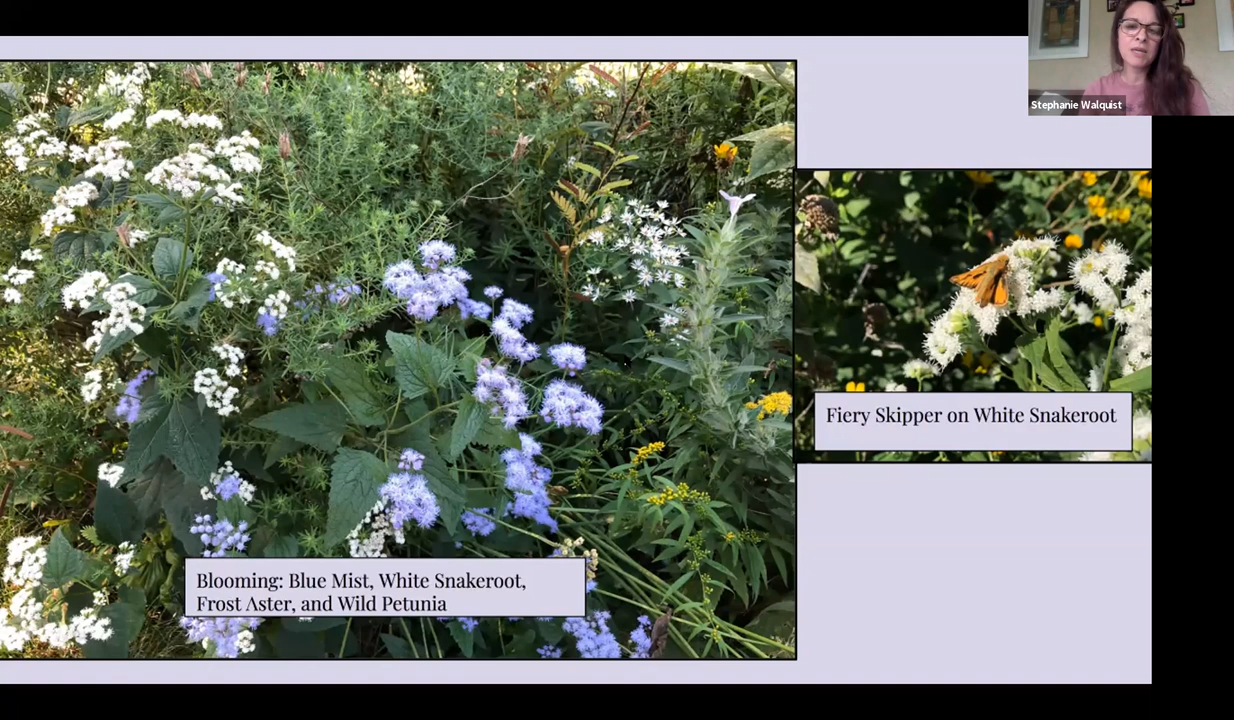 Stephanie Walquist
Fiery Skipper on White Snakeroot
Blooming: Blue Mist, White Snakeroot,
Frost Aster, and Wild Petunia